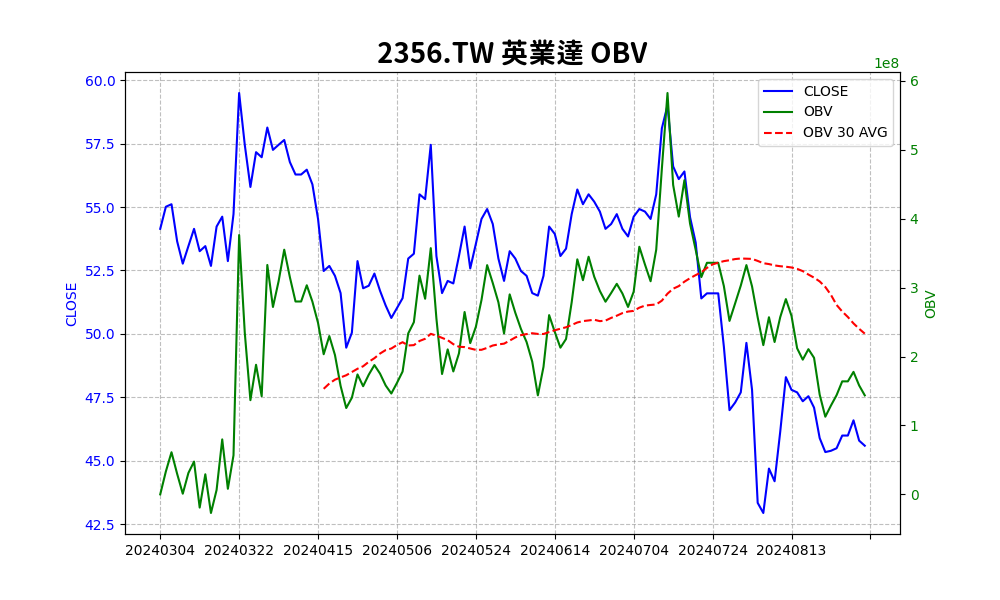 2356.TW 英業達 OBV
1e8
CLOSE
OBV
OBV 30 AVG
60.0
57.5
55.0
52.5
50.0
47.5
45.0
42.5
CLOSE
6
5
4
3
2
1
0
OBV
20240304 20240322 20240415 20240506 20240524 20240614 20240704 20240724 20240813